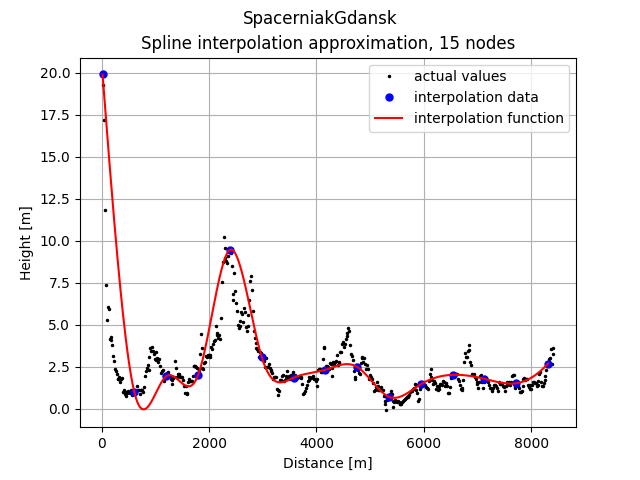 SpacerniakGdansk
Spline interpolation approximation, 15 nodes
actual values
interpolation data
interpolation function
Height [m]
20.0
17.5
15.0
12.5
10.0
7.5
5.0
2.5
0.0
0 2000 4000 6000 8000
Distance [m]